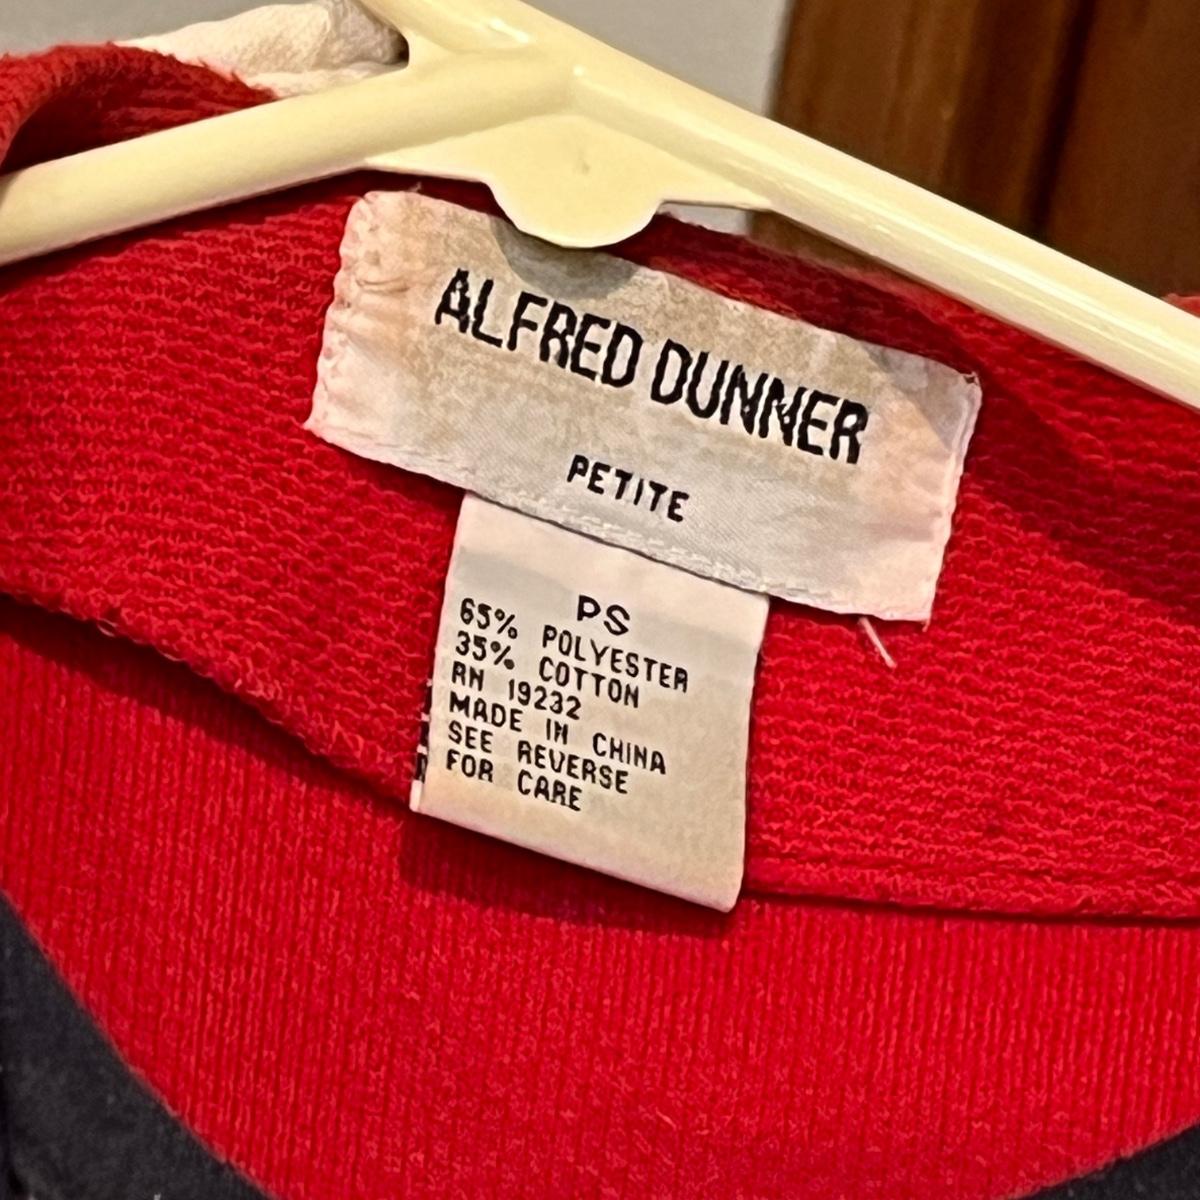 ALFRED DUNNER
PETITE
PS
65% POLYESTER
35% COTTON
RN 19232
MADE IN CHINA
SEE REVERSE
FOR CARE